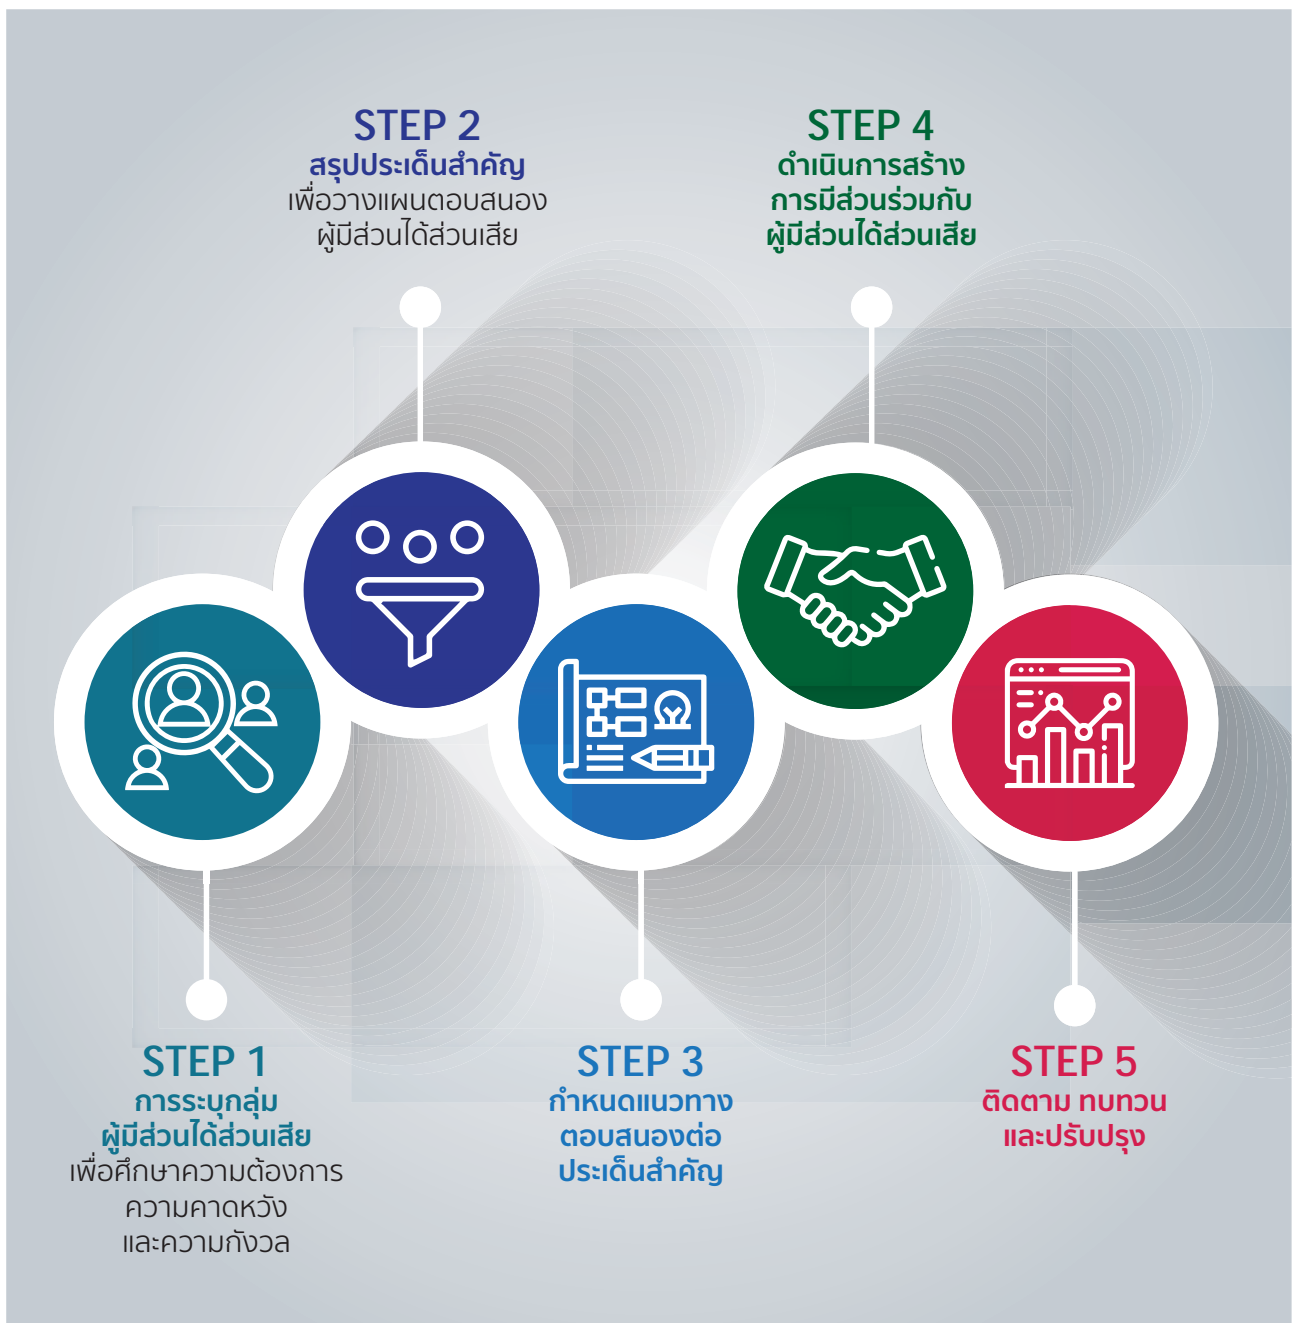 STEP 1
การระบุกลุ่ม
ผู้มีส่วนได้ส่วนเสีย
เพื่อศึกษาความต้องการ
ความคาดหวัง
และความกังวล
STEP 2
สรุปประเด็นสำคัญ
เพื่อวางแผนตอบสนอง
ผู้มีส่วนได้ส่วนเสีย
STEP 3
กำหนดแนวทาง
ตอบสนองต่อ
ประเด็นสำคัญ
STEP 4
ดำเนินการสร้าง
การมีส่วนร่วมกับ
ผู้มีส่วนได้ส่วนเสีย
STEP 5
ติดตาม ทบทวน
และปรับปรุง